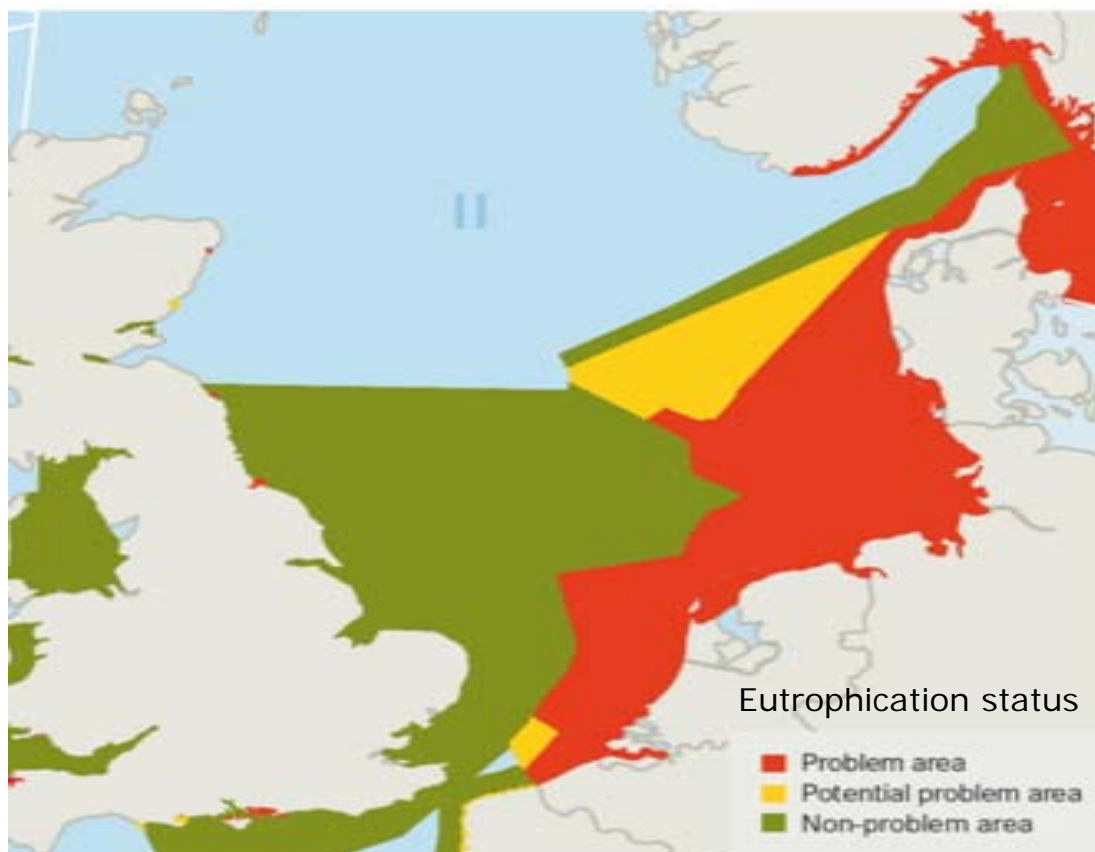 II
Eutrophication status
Problem area
Potential problem area
Non-problem area